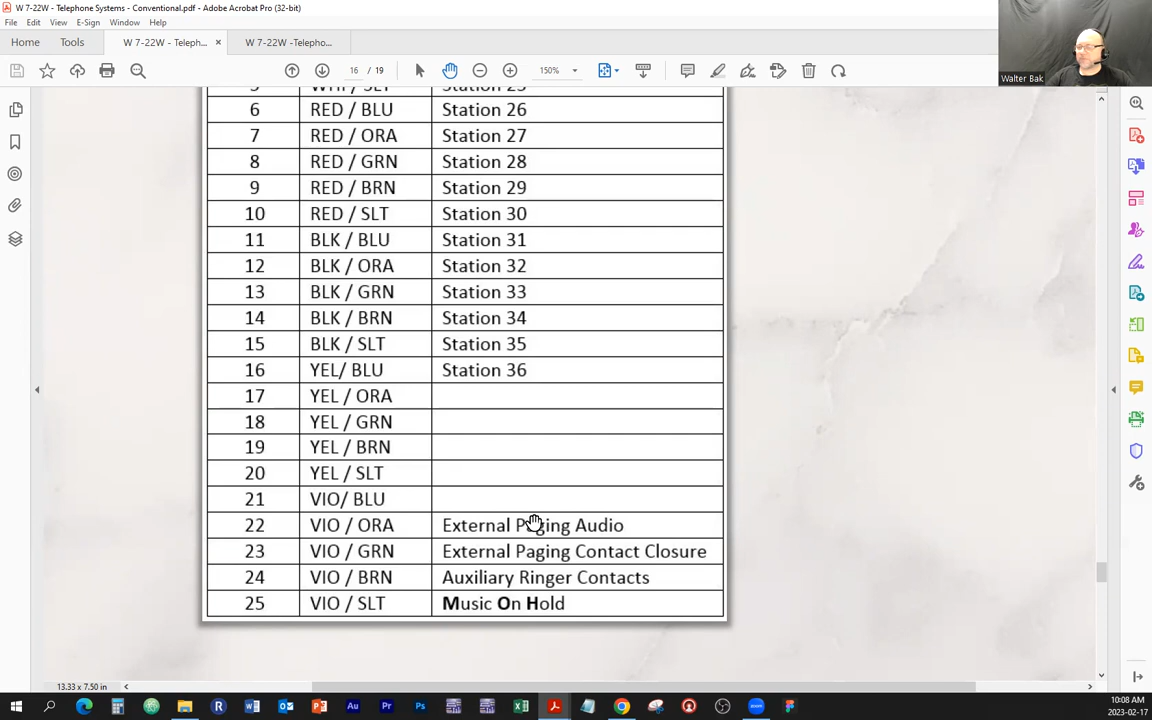 W 7-22W - Telephone Systems - Conventional.pdf - Adobe Acrobat Pro (32-bit)
File Edit View E-Sign Window Help
Home Tools W 7-22W - Teleph... × W 7-22W -Telepho...
16 / 19 150%
Walter Bak
5 WHI / SLT Station 25
6 RED / BLU Station 26
7 RED / ORA Station 27
8 RED / GRN Station 28
9 RED / BRN Station 29
10 RED / SLT Station 30
11 BLK / BLU Station 31
12 BLK / ORA Station 32
13 BLK / GRN Station 33
14 BLK / BRN Station 34
15 BLK / SLT Station 35
16 YEL/ BLU Station 36
17 YEL / ORA
18 YEL / GRN
19 YEL / BRN
20 YEL / SLT
21 VIO/ BLU
22 VIO / ORA External Paging Audio
23 VIO / GRN External Paging Contact Closure
24 VIO / BRN Auxiliary Ringer Contacts
25 VIO / SLT Music On Hold
13.33 x 7.50 in
10:08 AM
2023-02-17